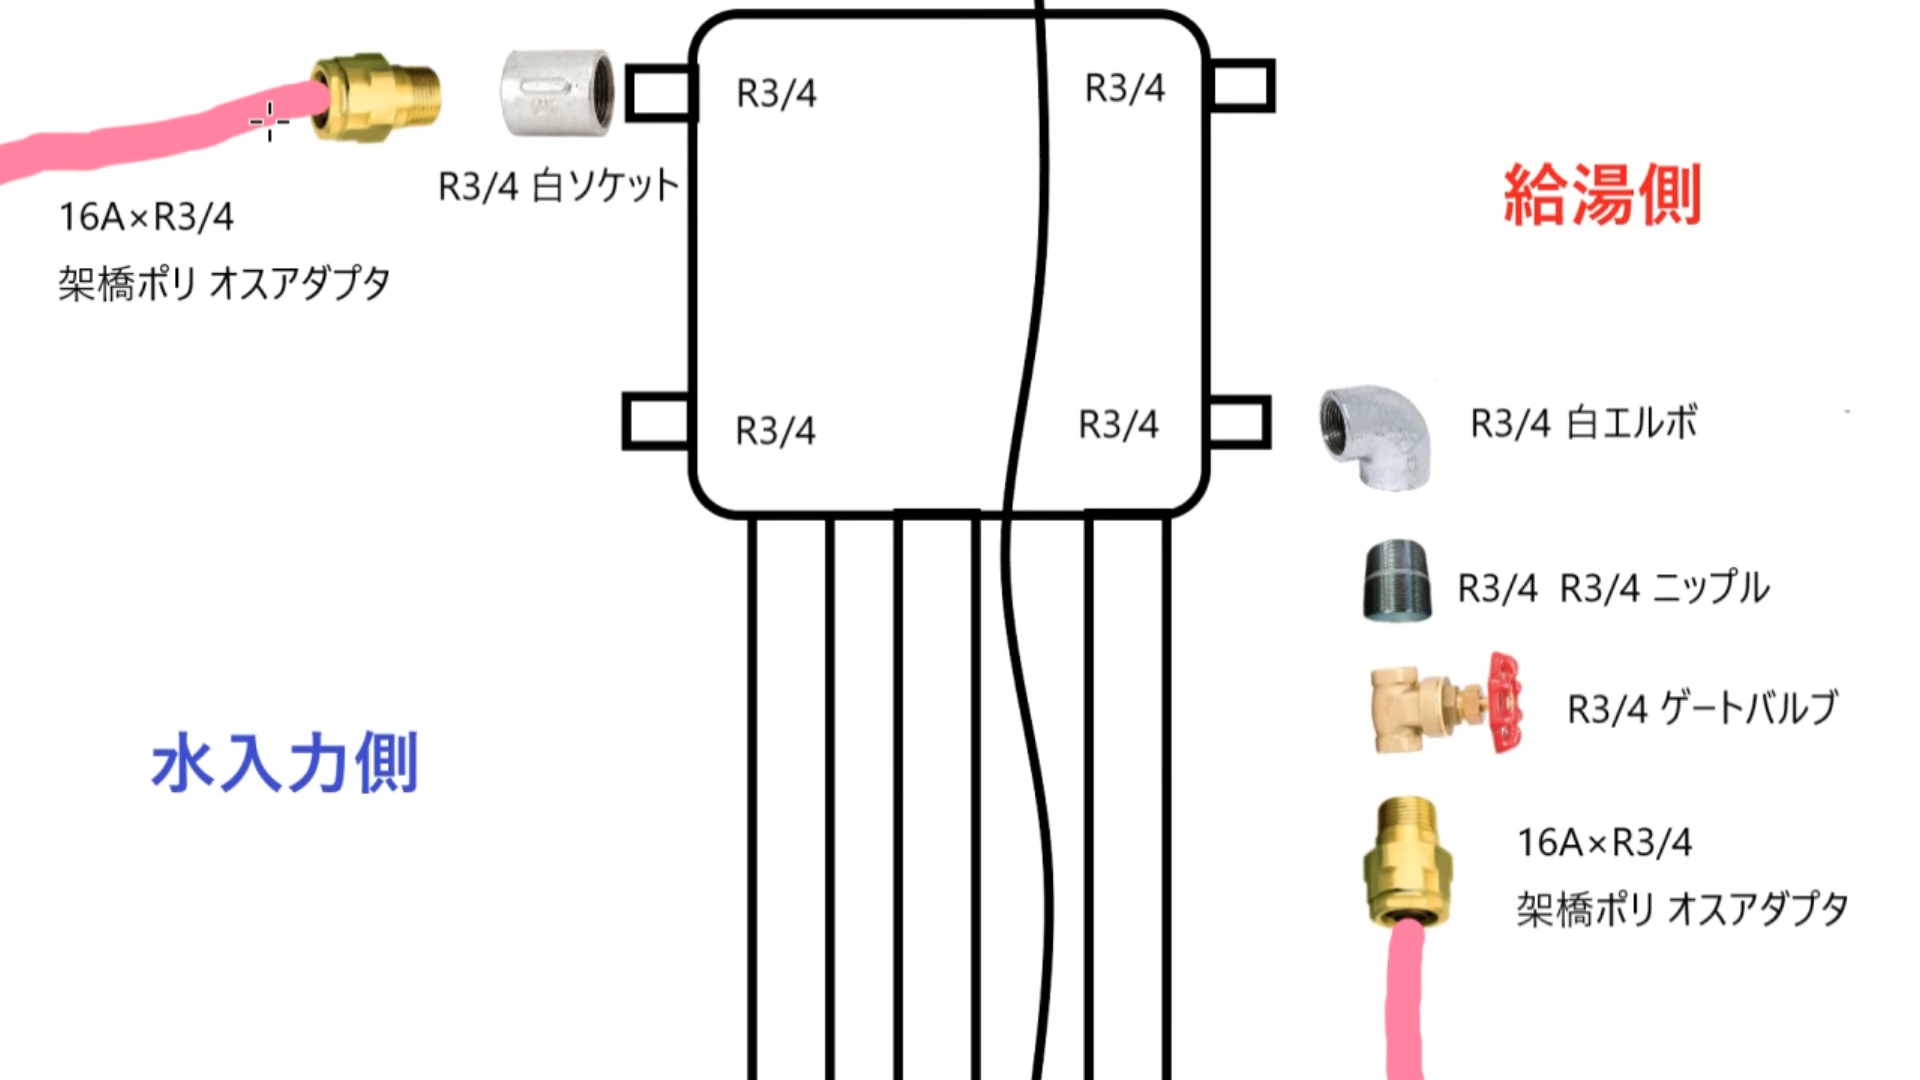 R3/4
R3/4
R3/4 白ソケット
16A×R3/4
架橋ポリ オスアダプタ
給湯側
R3/4
R3/4
R3/4 白エルボ
R3/4 R3/4 ニップル
R3/4 ゲートバルブ
水入力側
16A×R3/4
架橋ポリ オスアダプタ